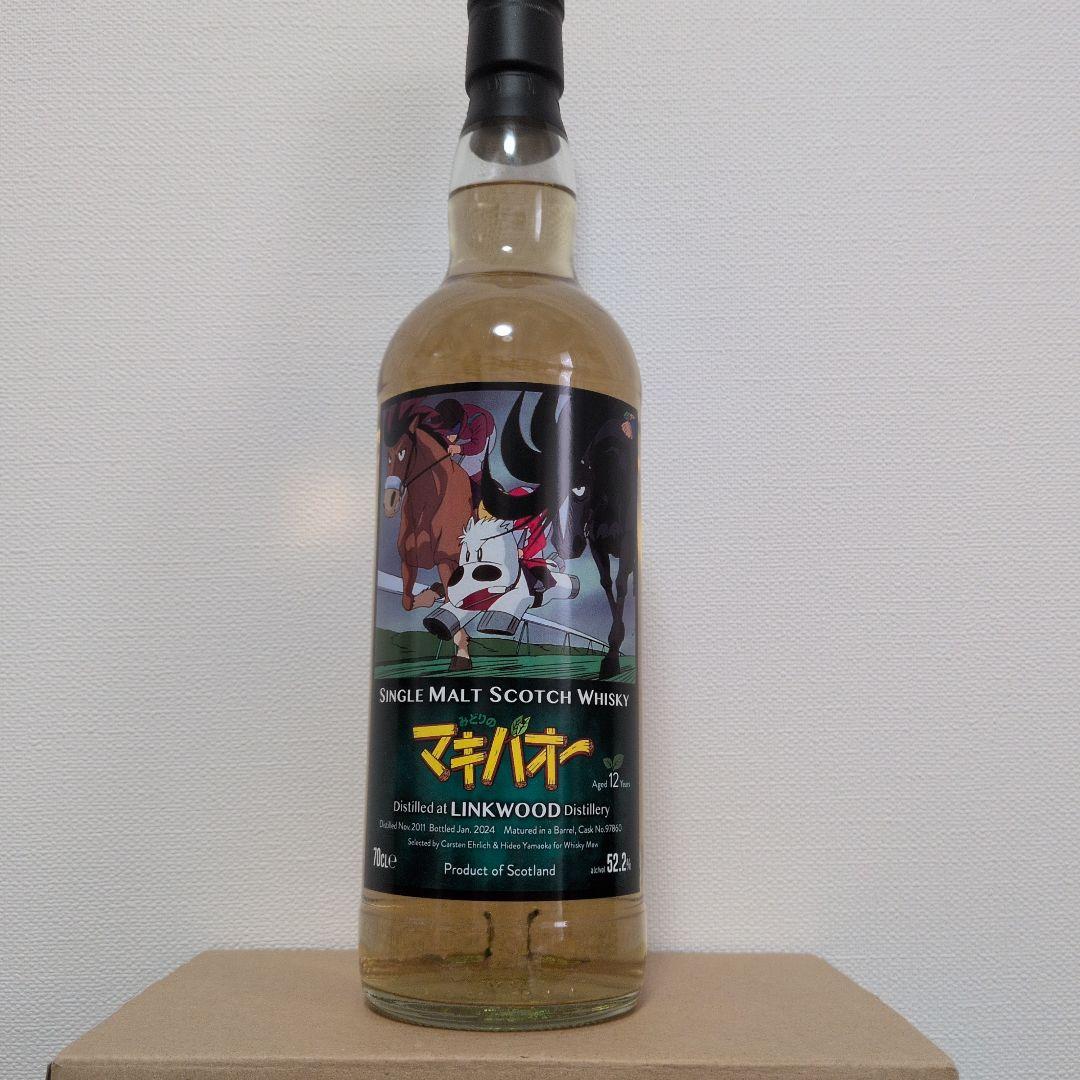 SINGLE MALT SCOTCH WHISKY
みどりの
マキバオー
Aged 12 Years
Distilled at LINKWOOD Distillery
Distilled Nov. 2011 Bottled Jan. 2024 Matured in a Barrel, Cask No.97860
Selected by Carsten Ehrlich & Hideo Yamaoka for Whisky Mew
70CL℮
Product of Scotland
alc/vol 52.2%